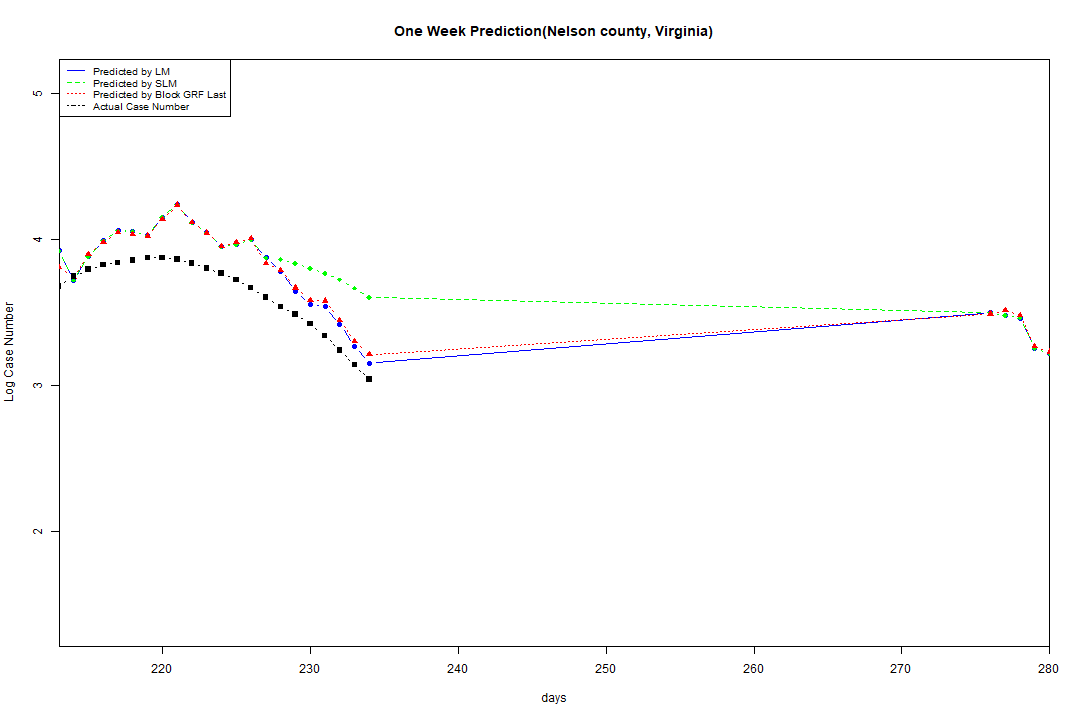 One Week Prediction(Nelson county, Virginia)
Predicted by LM
Predicted by SLM
Predicted by Block GRF Last
Actual Case Number
5
4
3
2
Log Case Number
220
230
240
250
260
270
280
days